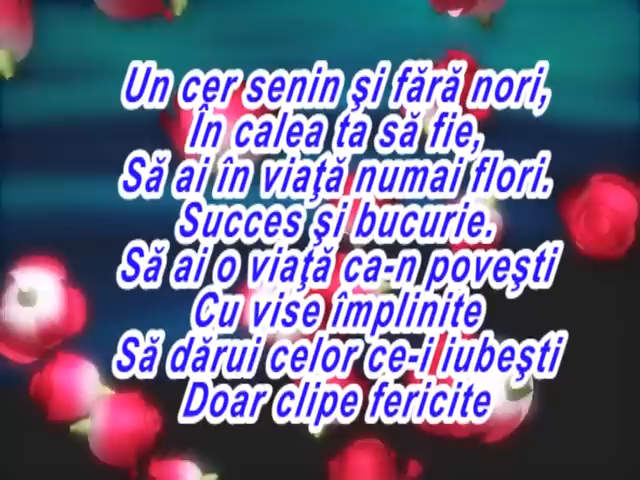 Un cer senin şi fără nori,
În calea ta să fie,
Să ai în viaţă numai flori.
Succes şi bucurie.
Să ai o viaţă ca-n poveşti
Cu vise împlinite
Să dărui celor ce-i iubeşti
Doar clipe fericite